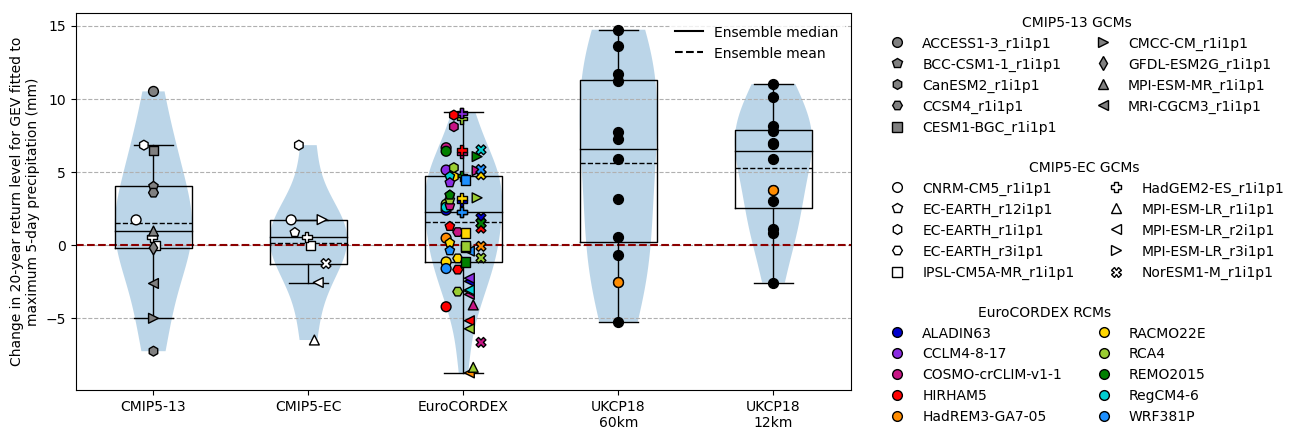 Change in 20-year return level for GEV fitted to
maximum 5-day precipitation (mm)
15
10
5
0
−5
Ensemble median
Ensemble mean
CMIP5-13
CMIP5-EC
EuroCORDEX
UKCP18
60km
UKCP18
12km
CMIP5-13 GCMs
ACCESS1-3_r1i1p1
BCC-CSM1-1_r1i1p1
CanESM2_r1i1p1
CCSM4_r1i1p1
CESM1-BGC_r1i1p1
CMCC-CM_r1i1p1
GFDL-ESM2G_r1i1p1
MPI-ESM-MR_r1i1p1
MRI-CGCM3_r1i1p1
CMIP5-EC GCMs
CNRM-CM5_r1i1p1
EC-EARTH_r12i1p1
EC-EARTH_r1i1p1
EC-EARTH_r3i1p1
IPSL-CM5A-MR_r1i1p1
HadGEM2-ES_r1i1p1
MPI-ESM-LR_r1i1p1
MPI-ESM-LR_r2i1p1
MPI-ESM-LR_r3i1p1
NorESM1-M_r1i1p1
EuroCORDEX RCMs
ALADIN63
CCLM4-8-17
COSMO-crCLIM-v1-1
HIRHAM5
HadREM3-GA7-05
RACMO22E
RCA4
REMO2015
RegCM4-6
WRF381P